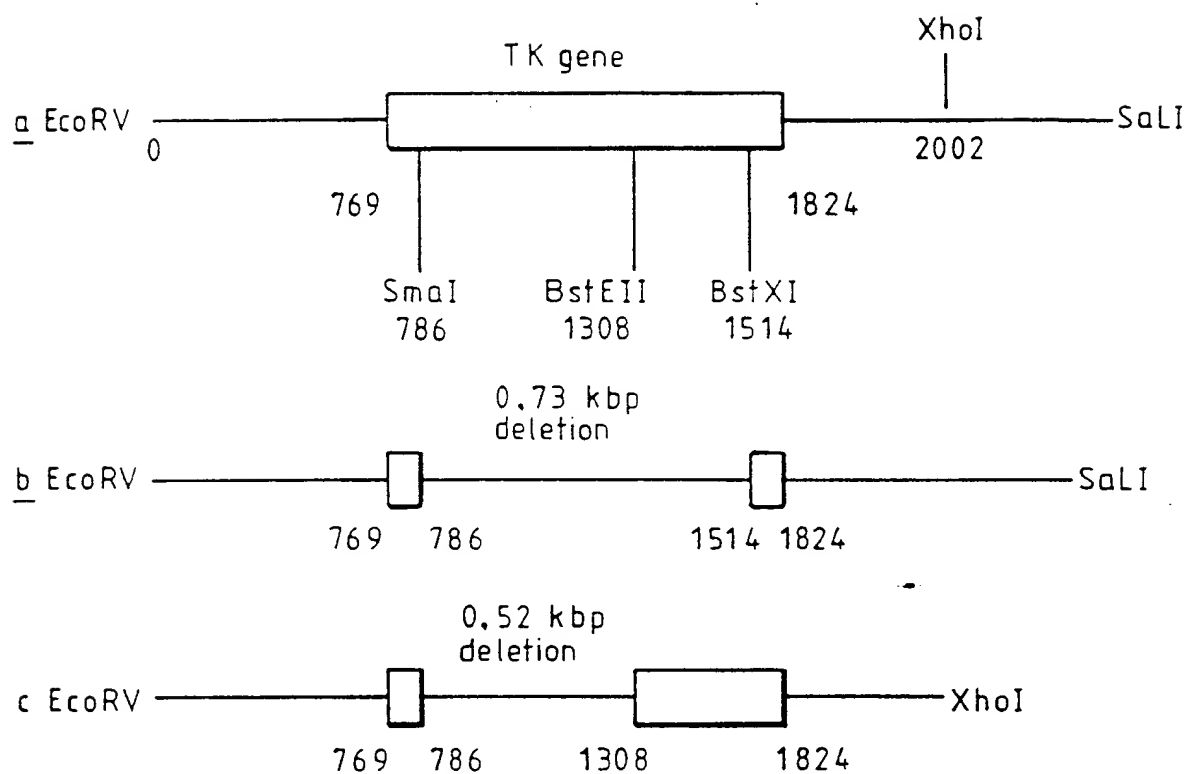 XhoI
TK gene
a EcoRV
SaLI
0
2002
769
1824
SmaI BstEII BstXI
786 1308 1514
0.73 kbp
deletion
b EcoRV
SaLI
769 786 1514 1824
0.52 kbp
deletion
c EcoRV
XhoI
769 786 1308 1824